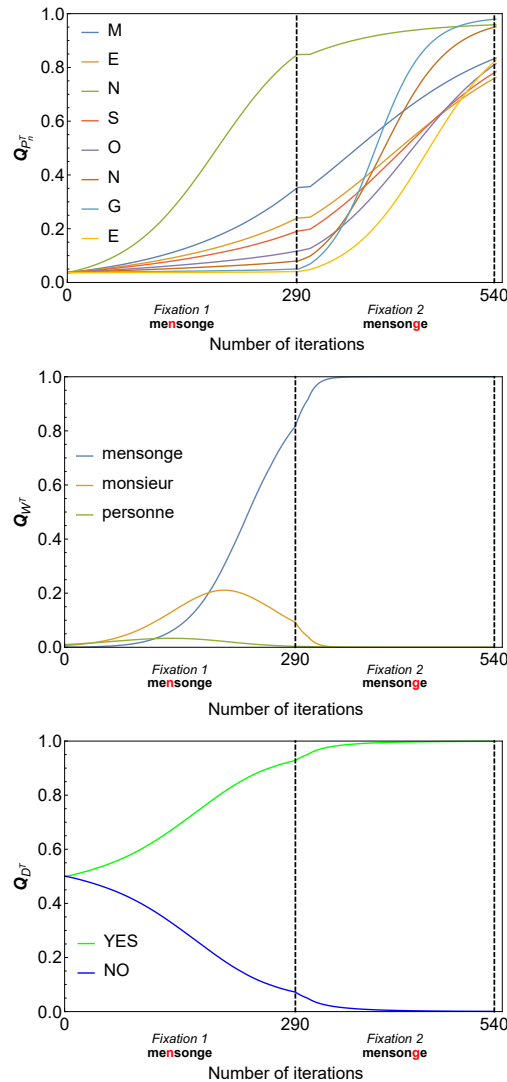 1.0
0.8
0.6
0.4
0.2
0.0
Q_{P_n^T}
M
E
N
S
O
N
G
E
0 290 540
Fixation 1 Fixation 2
mensonge mensonge
Number of iterations
1.0
0.8
0.6
0.4
0.2
0.0
Q_{W^T}
mensonge
monsieur
personne
0 290 540
Fixation 1 Fixation 2
mensonge mensonge
Number of iterations
1.0
0.8
0.6
0.4
0.2
0.0
Q_{D^T}
YES
NO
0 290 540
Fixation 1 Fixation 2
mensonge mensonge
Number of iterations